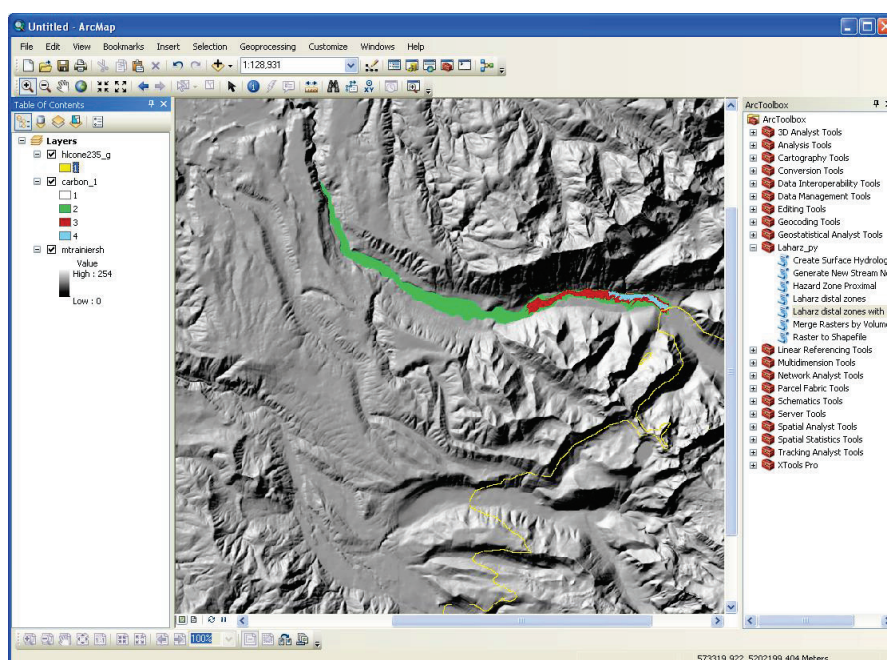 Untitled - ArcMap
File Edit View Bookmarks Insert Selection Geoprocessing Customize Windows Help
1:128,931
Table Of Contents
Layers
hlcone235_g
1
carbon_1
1
2
3
4
mtrainiersh
Value
High : 254
Low : 0
ArcToolbox
ArcToolbox
3D Analyst Tools
Analysis Tools
Cartography Tools
Conversion Tools
Data Interoperability Tools
Data Management Tools
Editing Tools
Geocoding Tools
Geostatistical Analyst Tools
Laharz_py
Create Surface Hydrolog
Generate New Stream Ne
Hazard Zone Proximal
Laharz distal zones
Laharz distal zones with
Merge Rasters by Volume
Raster to Shapefile
Linear Referencing Tools
Multidimension Tools
Network Analyst Tools
Parcel Fabric Tools
Schematics Tools
Server Tools
Spatial Analyst Tools
Spatial Statistics Tools
Tracking Analyst Tools
XTools Pro
100%
573319.922 5202199.404 Meters